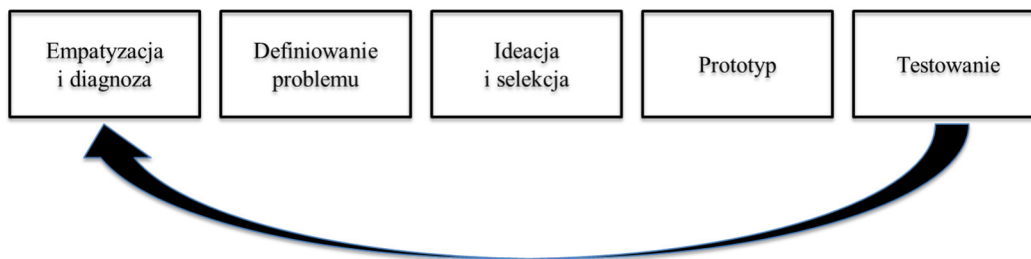 Empatyzacja
i diagnoza
Definiowanie
problemu
Ideacja
i selekcja
Prototyp
Testowanie